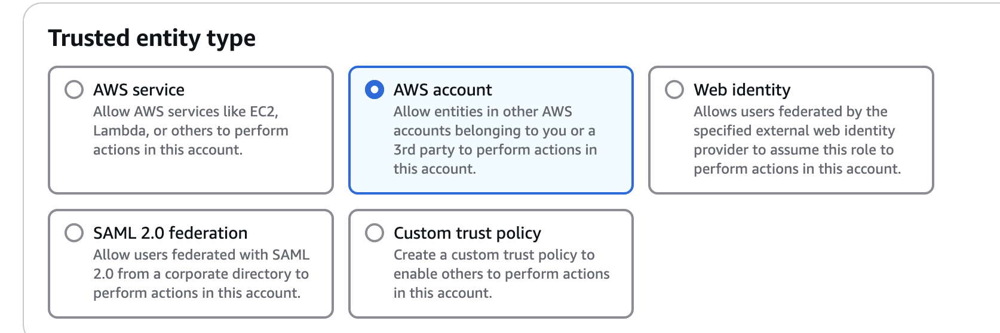 Trusted entity type
AWS service
Allow AWS services like EC2,
Lambda, or others to perform
actions in this account.
AWS account
Allow entities in other AWS
accounts belonging to you or a
3rd party to perform actions in
this account.
Web identity
Allows users federated by the
specified external web identity
provider to assume this role to
perform actions in this account.
SAML 2.0 federation
Allow users federated with SAML
2.0 from a corporate directory to
perform actions in this account.
Custom trust policy
Create a custom trust policy to
enable others to perform actions
in this account.